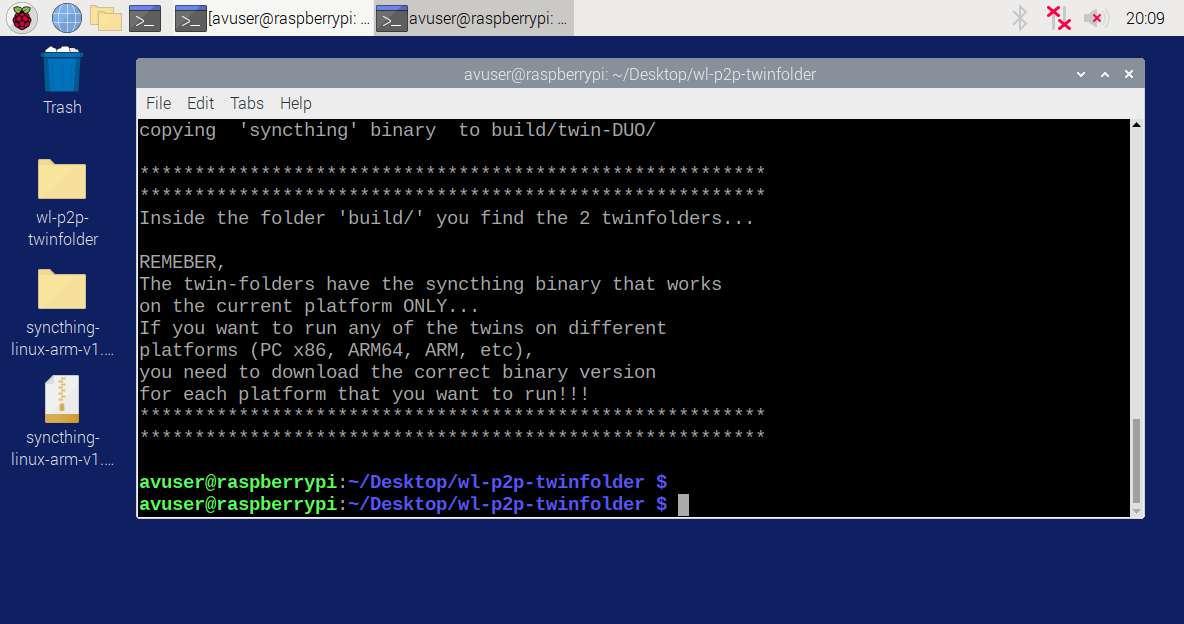 [avuser@raspberrypi: ...
avuser@raspberrypi: ...
20:09
Trash
wl-p2p-
twinfolder
syncthing-
linux-arm-v1....
syncthing-
linux-arm-v1....
avuser@raspberrypi: ~/Desktop/wl-p2p-twinfolder
File Edit Tabs Help
copying  'syncthing' binary  to build/twin-DUO/
*********************************************************
*********************************************************
Inside the folder 'build/' you find the 2 twinfolders...
REMEBER,
The twin-folders have the syncthing binary that works
on the current platform ONLY...
If you want to run any of the twins on different
platforms (PC x86, ARM64, ARM, etc),
you need to download the correct binary version
for each platform that you want to run!!!
*********************************************************
*********************************************************
avuser@raspberrypi:~/Desktop/wl-p2p-twinfolder $
avuser@raspberrypi:~/Desktop/wl-p2p-twinfolder $